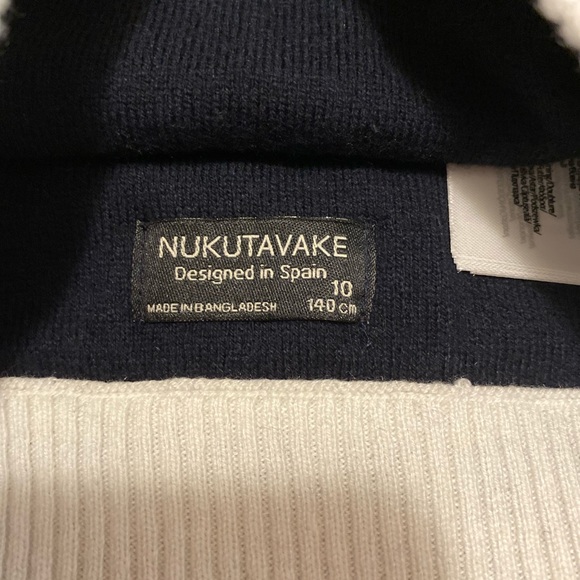 NUKUTAVAKE
Designed in Spain
10
MADE IN BANGLADESH 140 cm